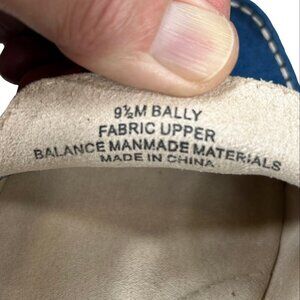 9½M BALLY
FABRIC UPPER
BALANCE MANMADE MATERIALS
MADE IN CHINA